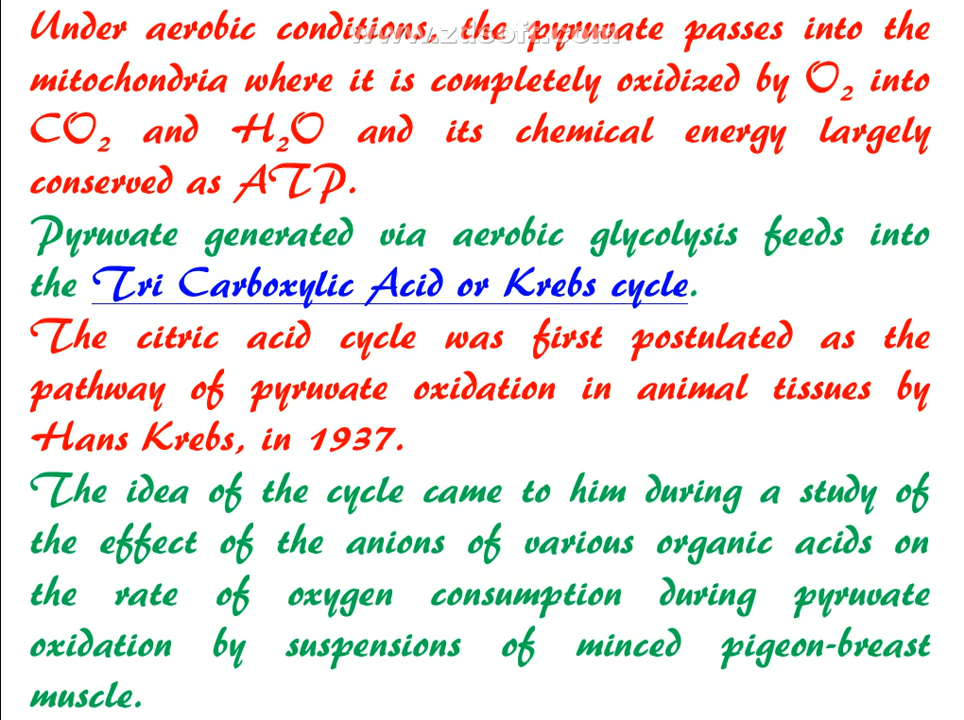 Under aerobic conditions, the pyruvate passes into the
mitochondria where it is completely oxidized by O₂ into
CO₂ and H₂O and its chemical energy largely
conserved as ATP.
Pyruvate generated via aerobic glycolysis feeds into
the Tri Carboxylic Acid or Krebs cycle.
The citric acid cycle was first postulated as the
pathway of pyruvate oxidation in animal tissues by
Hans Krebs, in 1937.
The idea of the cycle came to him during a study of
the effect of the anions of various organic acids on
the rate of oxygen consumption during pyruvate
oxidation by suspensions of minced pigeon-breast
muscle.